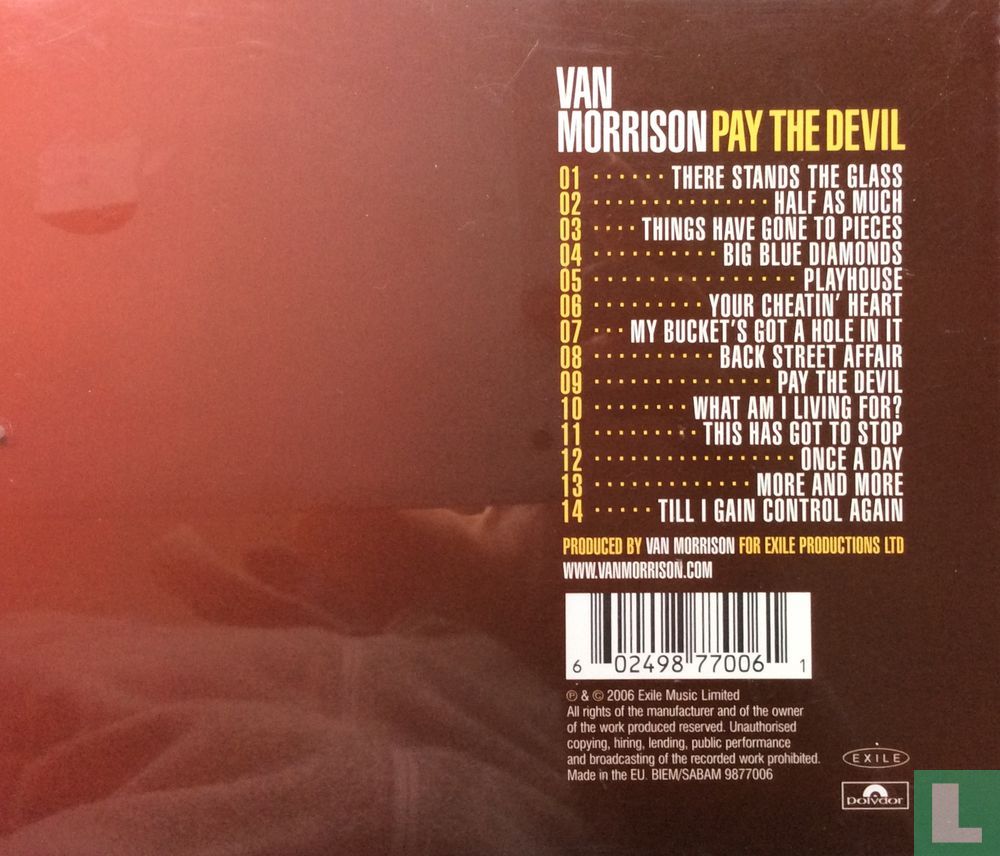 VAN
MORRISON PAY THE DEVIL
01 · · · · · · THERE STANDS THE GLASS
02 · · · · · · · · · · · · · · · · HALF AS MUCH
03 · · · · THINGS HAVE GONE TO PIECES
04 · · · · · · · · · · · BIG BLUE DIAMONDS
05 · · · · · · · · · · · · · · · · · · PLAYHOUSE
06 · · · · · · · · · · YOUR CHEATIN' HEART
07 · · · MY BUCKET'S GOT A HOLE IN IT
08 · · · · · · · · · · · BACK STREET AFFAIR
09 · · · · · · · · · · · · · · · · PAY THE DEVIL
10 · · · · · · · · WHAT AM I LIVING FOR?
11 · · · · · · · · · THIS HAS GOT TO STOP
12 · · · · · · · · · · · · · · · · · · ONCE A DAY
13 · · · · · · · · · · · · · · MORE AND MORE
14 · · · · · TILL I GAIN CONTROL AGAIN
PRODUCED BY VAN MORRISON FOR EXILE PRODUCTIONS LTD
WWW.VANMORRISON.COM
6 02498 77006 1
℗ & © 2006 Exile Music Limited
All rights of the manufacturer and of the owner
of the work produced reserved. Unauthorised
copying, hiring, lending, public performance
and broadcasting of the recorded work prohibited.
Made in the EU. BIEM/SABAM 9877006
EXILE
polydor
L